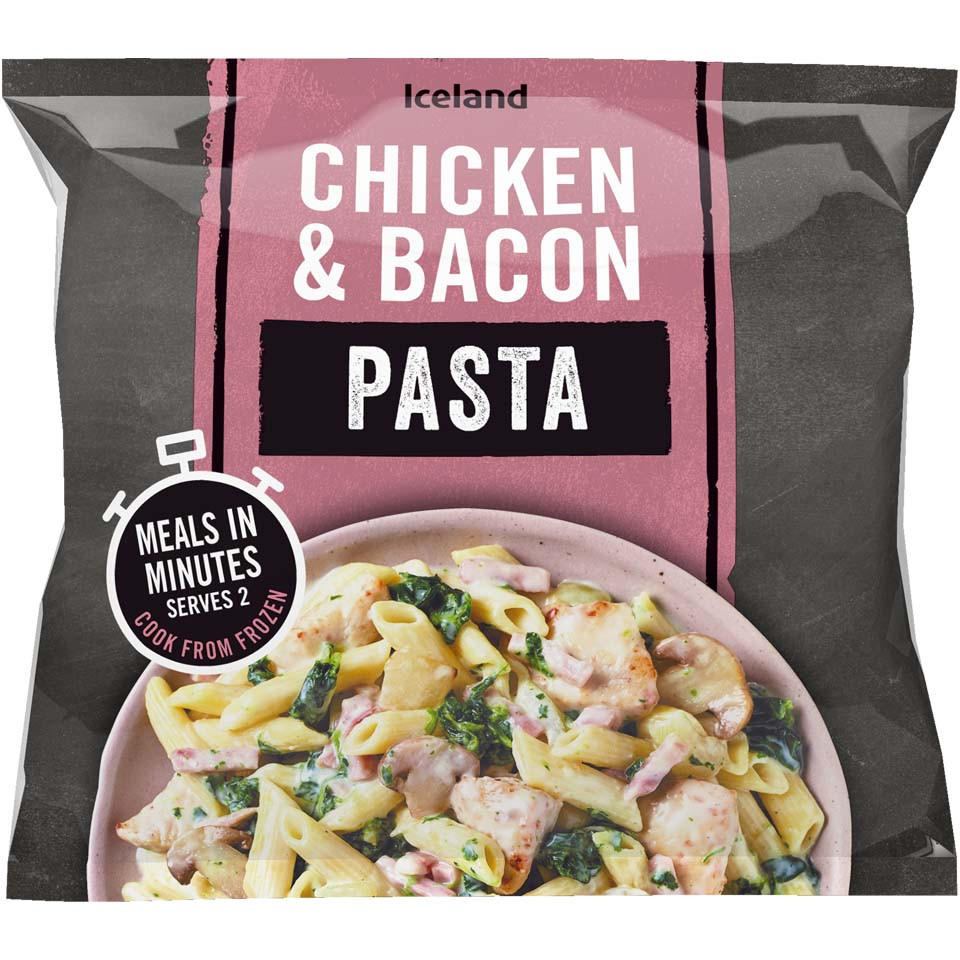 Iceland
CHICKEN
& BACON
PASTA
MEALS IN
MINUTES
SERVES 2
COOK FROM FROZEN